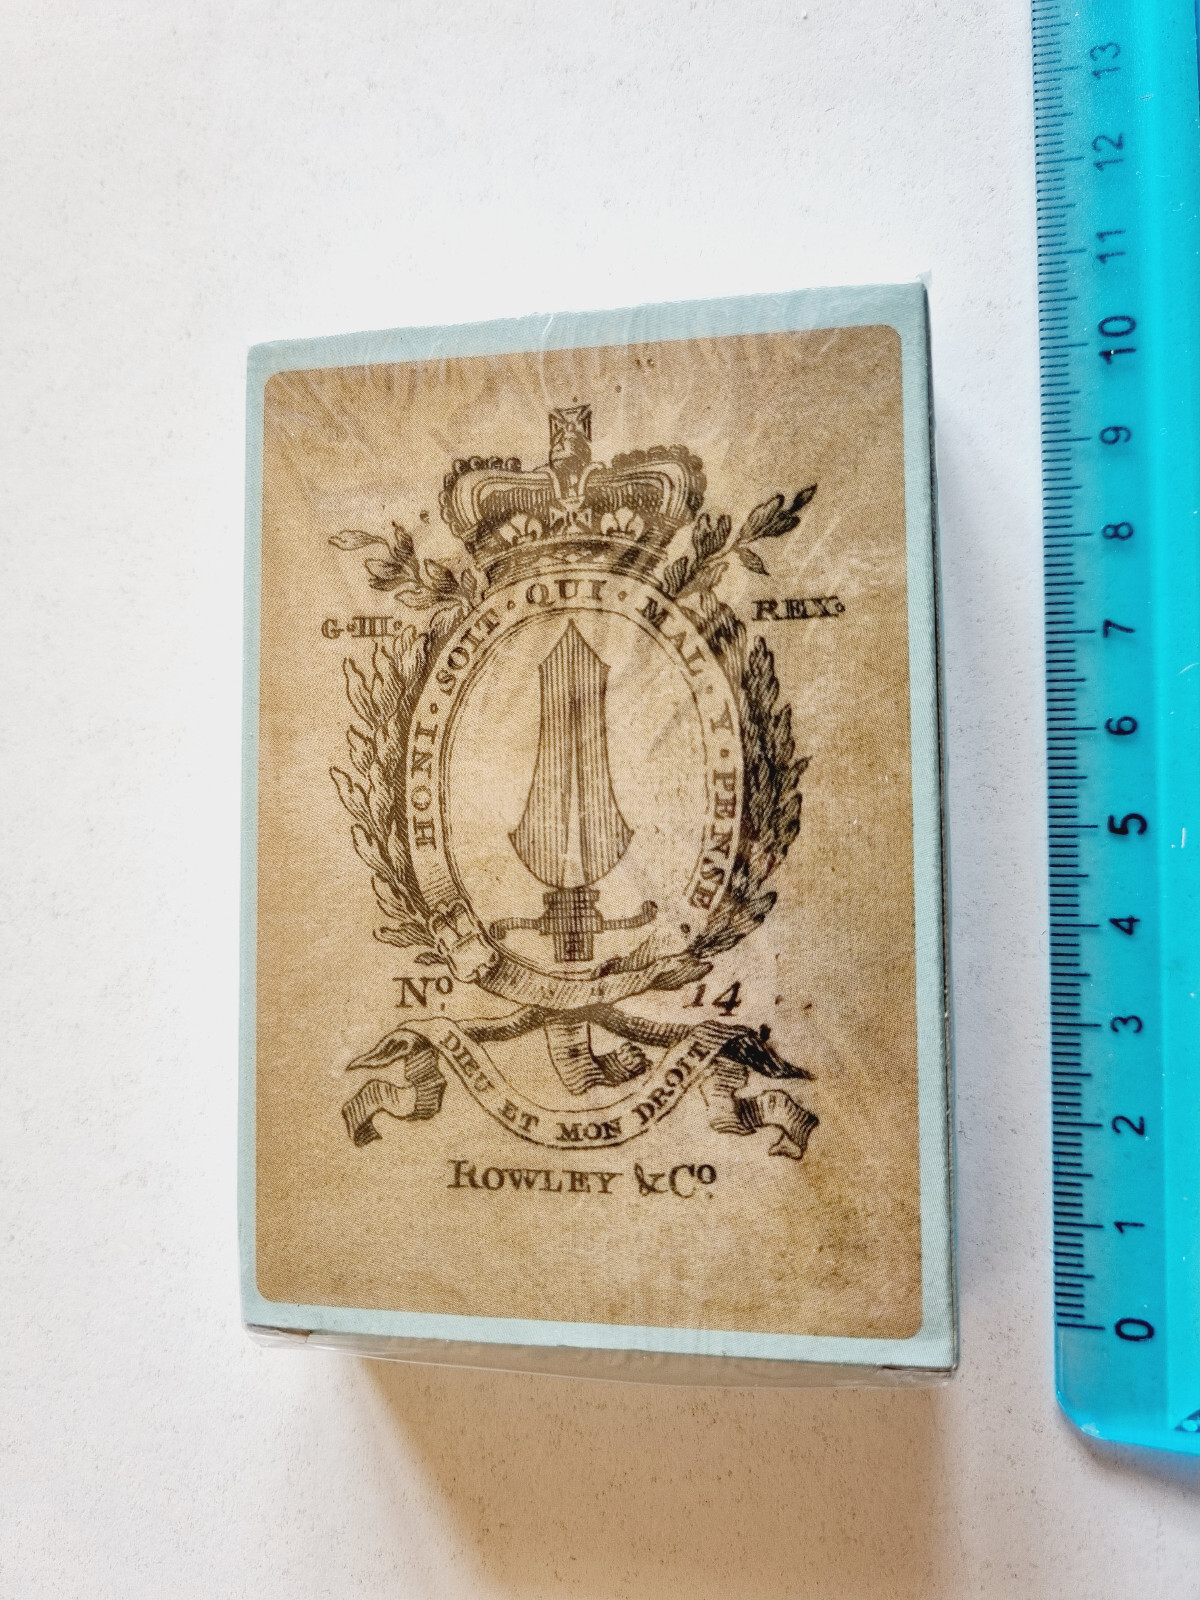 G·III. REX.
HONI · SOIT · QUI · MAL · Y · PENSE ·
Nº 14
DIEU ET MON DROIT
ROWLEY & Cº
13
12
11
10
9
8
7
6
5
4
3
2
1
0